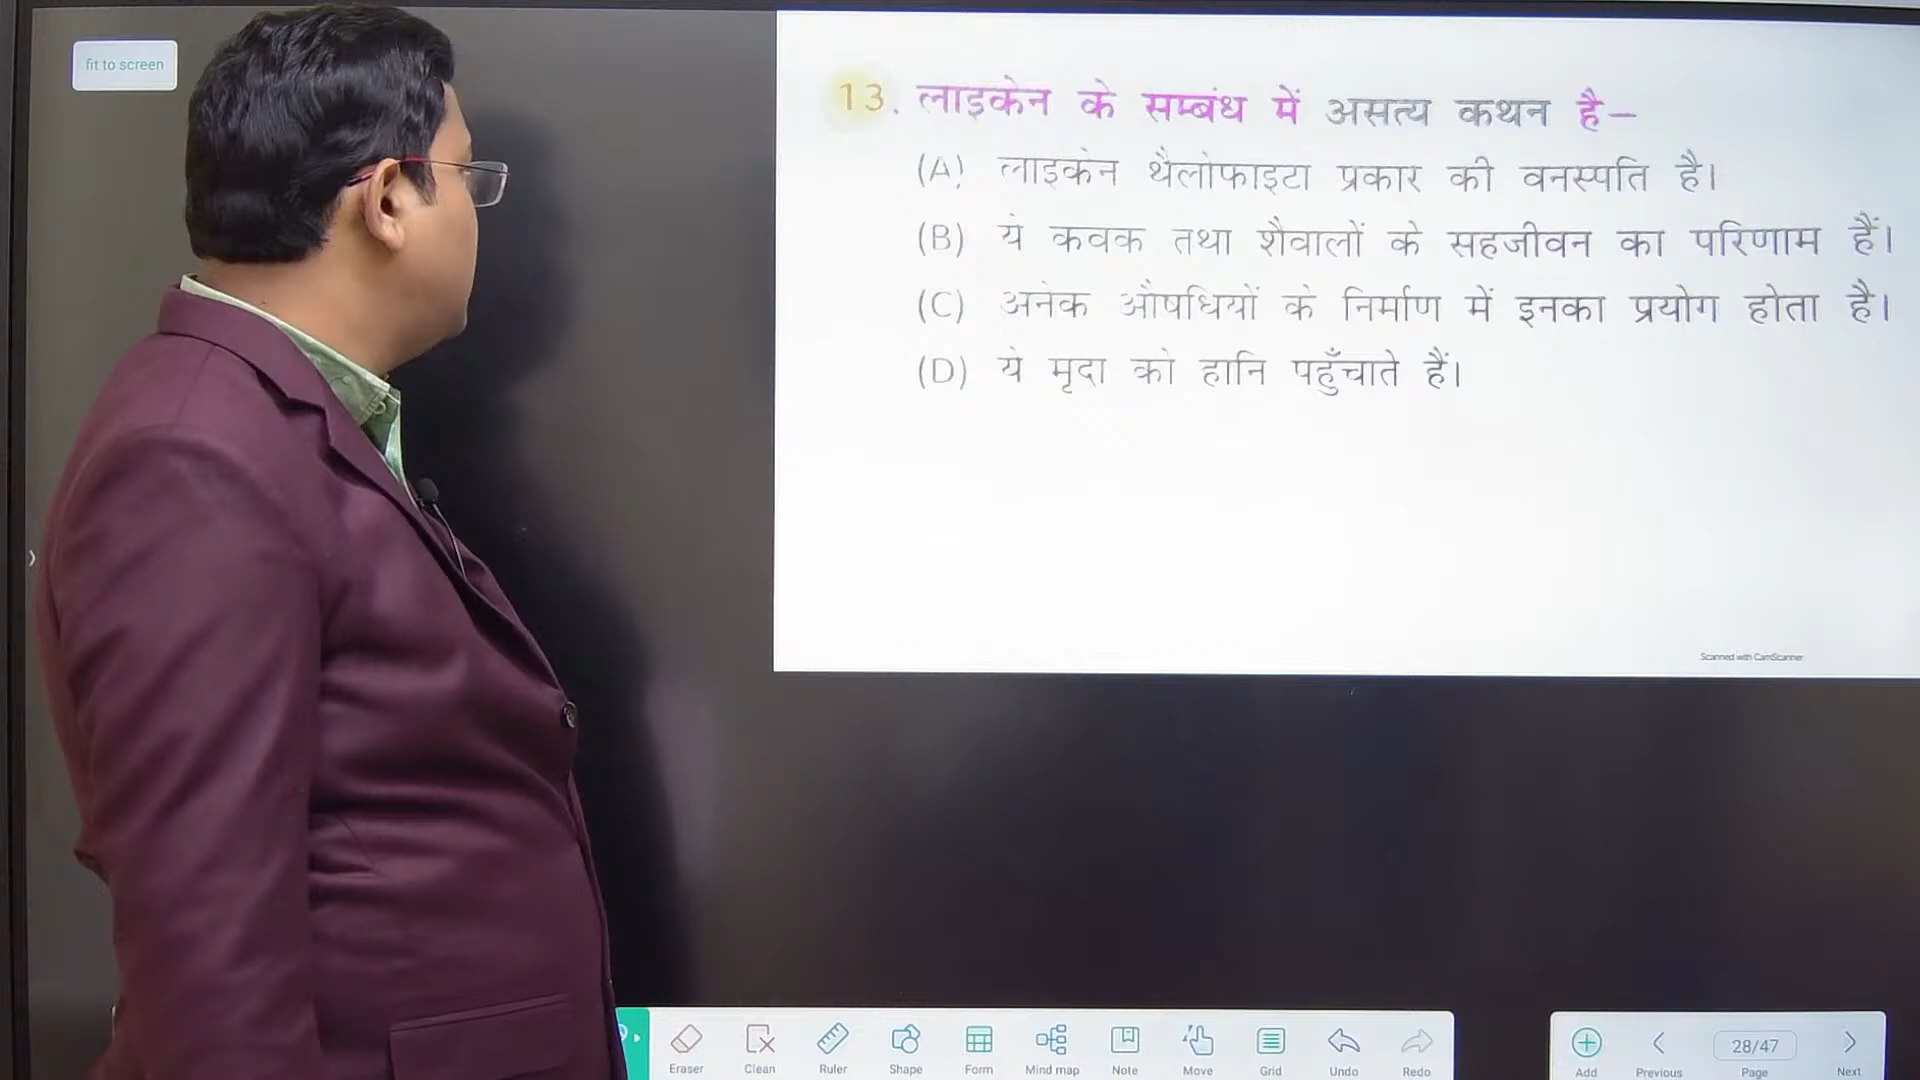 fit to screen
13. लाइकेन के सम्बंध में असत्य कथन है–
(A) लाइकेन थैलोफाइटा प्रकार की वनस्पति है।
(B) ये कवक तथा शैवालों के सहजीवन का परिणाम हैं।
(C) अनेक औषधियों के निर्माण में इनका प्रयोग होता है।
(D) ये मृदा को हानि पहुँचाते हैं।
Scanned with CamScanner
Eraser Clean Ruler Shape Form Mind map Note Move Grid Undo Redo
28/47
Add Previous Page Next